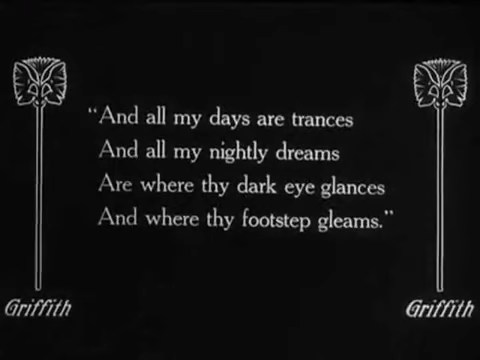 “And all my days are trances
And all my nightly dreams
Are where thy dark eye glances
And where thy footstep gleams.”
Griffith Griffith